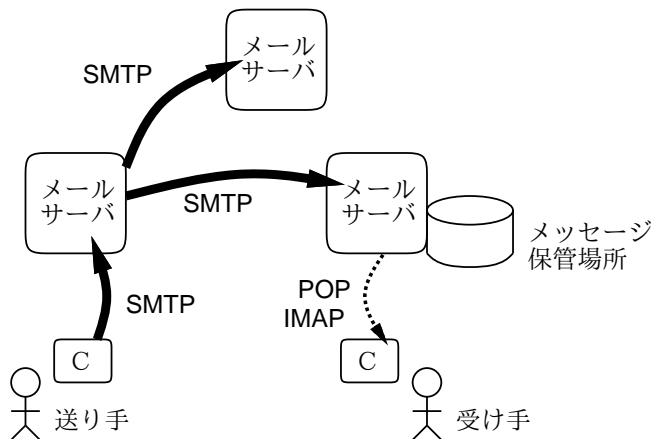 メール
サーバ
SMTP
メール
サーバ
SMTP
メール
サーバ
メッセージ
保管場所
SMTP
POP
IMAP
C
C
送り手
受け手